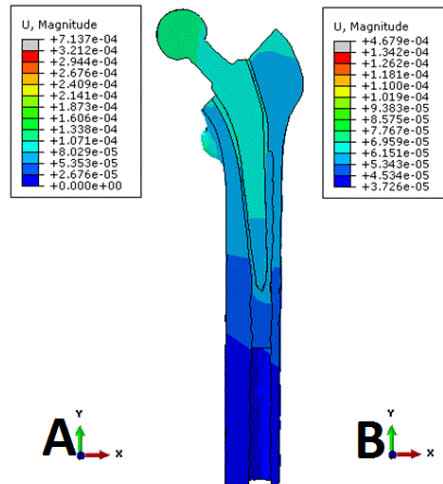 U, Magnitude
+7.137e-04
+3.212e-04
+2.944e-04
+2.676e-04
+2.409e-04
+2.141e-04
+1.873e-04
+1.606e-04
+1.338e-04
+1.071e-04
+8.029e-05
+5.353e-05
+2.676e-05
+0.000e+00
U, Magnitude
+4.679e-04
+1.342e-04
+1.262e-04
+1.181e-04
+1.100e-04
+1.019e-04
+9.383e-05
+8.575e-05
+7.767e-05
+6.959e-05
+6.151e-05
+5.343e-05
+4.534e-05
+3.726e-05
A
Y
X
B
Y
X